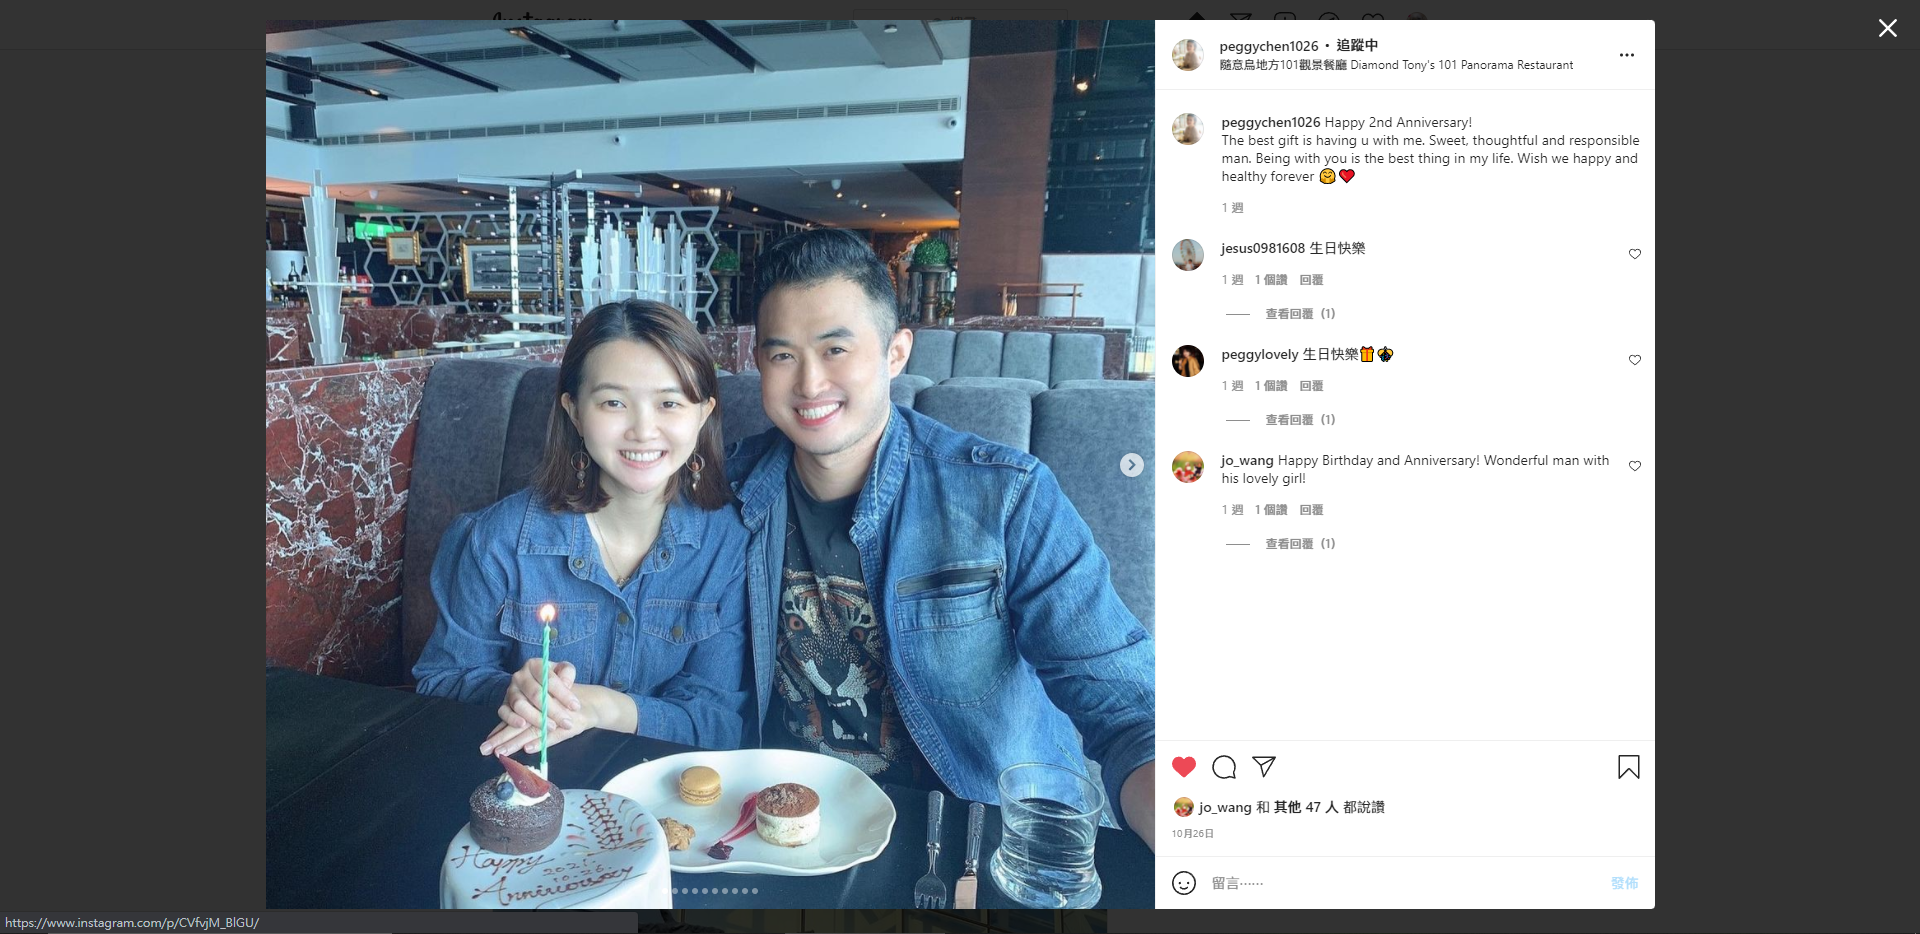 Instagram
peggychen1026 • 追蹤中
隨意鳥地方101觀景餐廳 Diamond Tony's 101 Panorama Restaurant
peggychen1026 Happy 2nd Anniversary!
The best gift is having u with me. Sweet, thoughtful and responsible
man. Being with you is the best thing in my life. Wish we happy and
healthy forever 🤗❤️
1 週
jesus0981608 生日快樂
1 週 1 個讚 回覆
查看回覆 (1)
peggylovely 生日快樂🎁
1 週 1 個讚 回覆
查看回覆 (1)
jo_wang Happy Birthday and Anniversary! Wonderful man with
his lovely girl!
1 週 1 個讚 回覆
查看回覆 (1)
jo_wang 和 其他 47 人 都說讚
10月26日
留言⋯⋯
發佈
Happy
2021.
10.26
Anniversary
https://www.instagram.com/p/CVfvjM_BlGU/